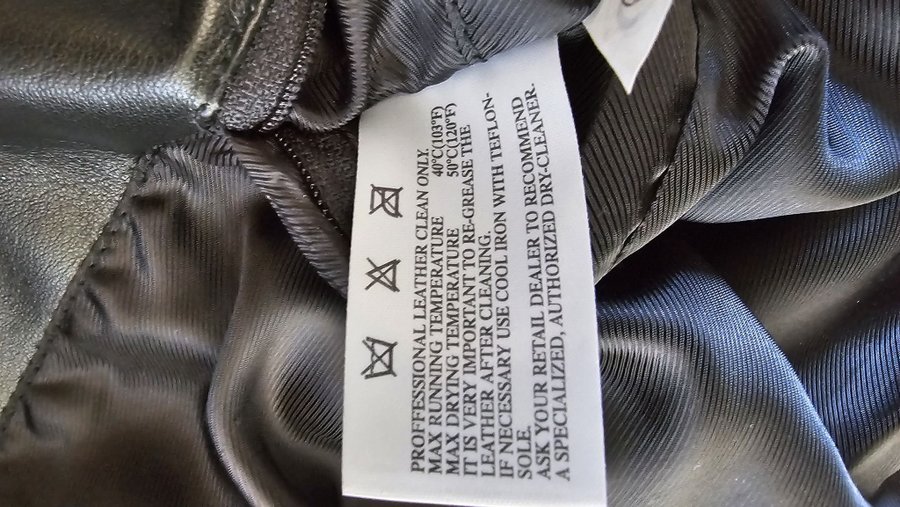 PROFFESSIONAL LEATHER CLEAN ONLY.
MAX RUNNING TEMPERATURE 40°C(103°F)
MAX DRYING TEMPERATURE 50°C(120°F)
IT IS VERY IMPORTANT TO RE-GREASE THE
LEATHER AFTER CLEANING.
IF NECESSARY USE COOL IRON WITH TEFLON-
SOLE.
ASK YOUR RETAIL DEALER TO RECOMMEND
A SPECIALIZED, AUTHORIZED DRY-CLEANER.